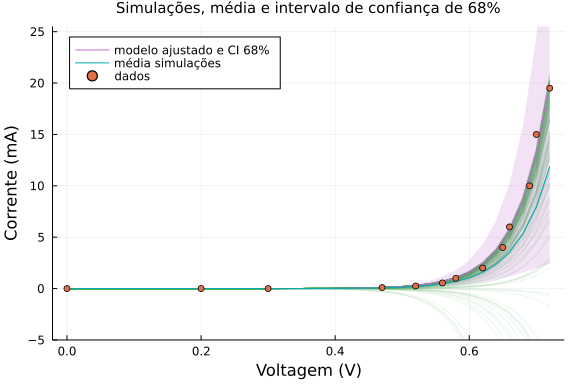 Simulações, média e intervalo de confiança de 68%
modelo ajustado e CI 68%
média simulações
dados
Corrente (mA)
25
20
15
10
5
0
−5
0.0
0.2
0.4
0.6
Voltagem (V)